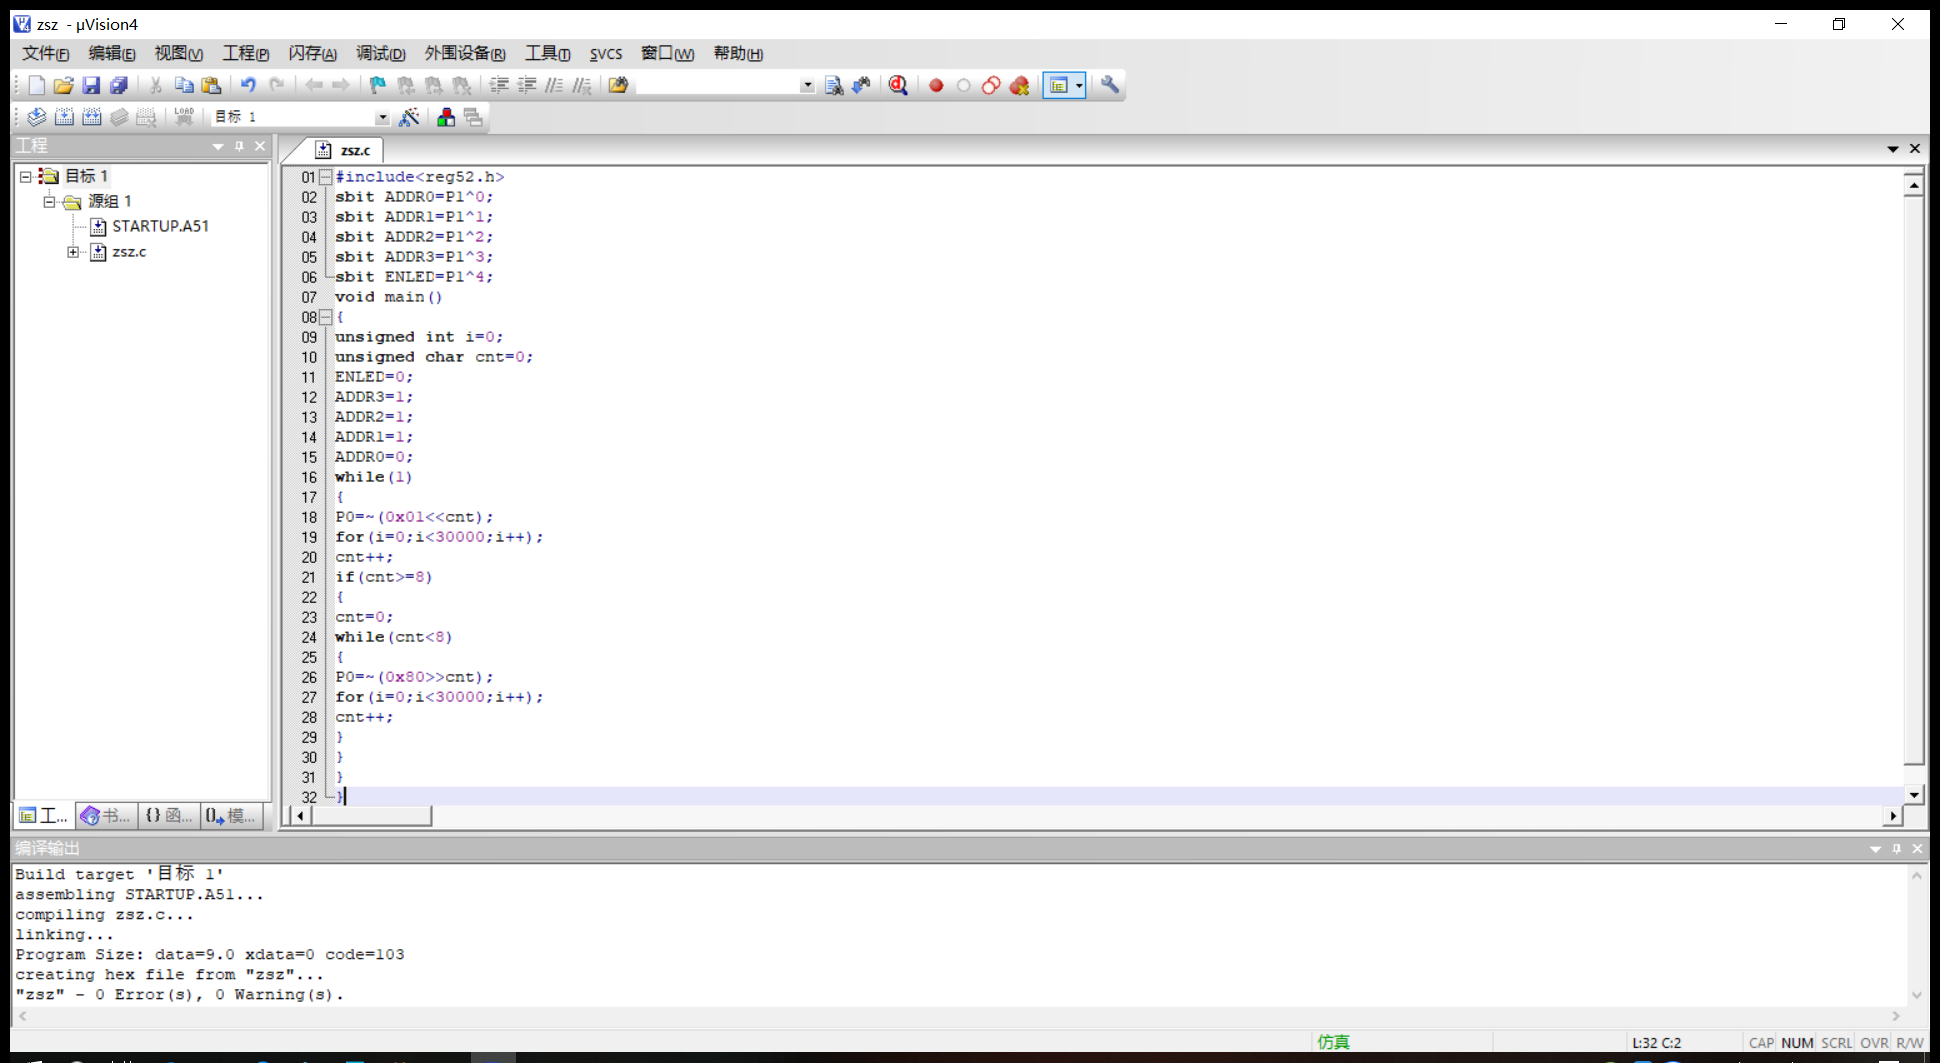 zsz - µVision4
文件(F) 编辑(E) 视图(V) 工程(P) 闪存(A) 调试(D) 外围设备(R) 工具(T) SVCS 窗口(W) 帮助(H)
LOAD 目标 1
工程
目标 1
源组 1
STARTUP.A51
zsz.c
工... 书... {} 函... 0 模...
zsz.c
01 #include<reg52.h>
02 sbit ADDR0=P1^0;
03 sbit ADDR1=P1^1;
04 sbit ADDR2=P1^2;
05 sbit ADDR3=P1^3;
06 sbit ENLED=P1^4;
07 void main()
08 {
09 unsigned int i=0;
10 unsigned char cnt=0;
11 ENLED=0;
12 ADDR3=1;
13 ADDR2=1;
14 ADDR1=1;
15 ADDR0=0;
16 while(1)
17 {
18 P0=~(0x01<<cnt);
19 for(i=0;i<30000;i++);
20 cnt++;
21 if(cnt>=8)
22 {
23 cnt=0;
24 while(cnt<8)
25 {
26 P0=~(0x80>>cnt);
27 for(i=0;i<30000;i++);
28 cnt++;
29 }
30 }
31 }
32 }
编译输出
Build target '目标 1'
assembling STARTUP.A51...
compiling zsz.c...
linking...
Program Size: data=9.0 xdata=0 code=103
creating hex file from "zsz"...
"zsz" - 0 Error(s), 0 Warning(s).
仿真 L:32 C:2 CAP NUM SCRL OVR R/W